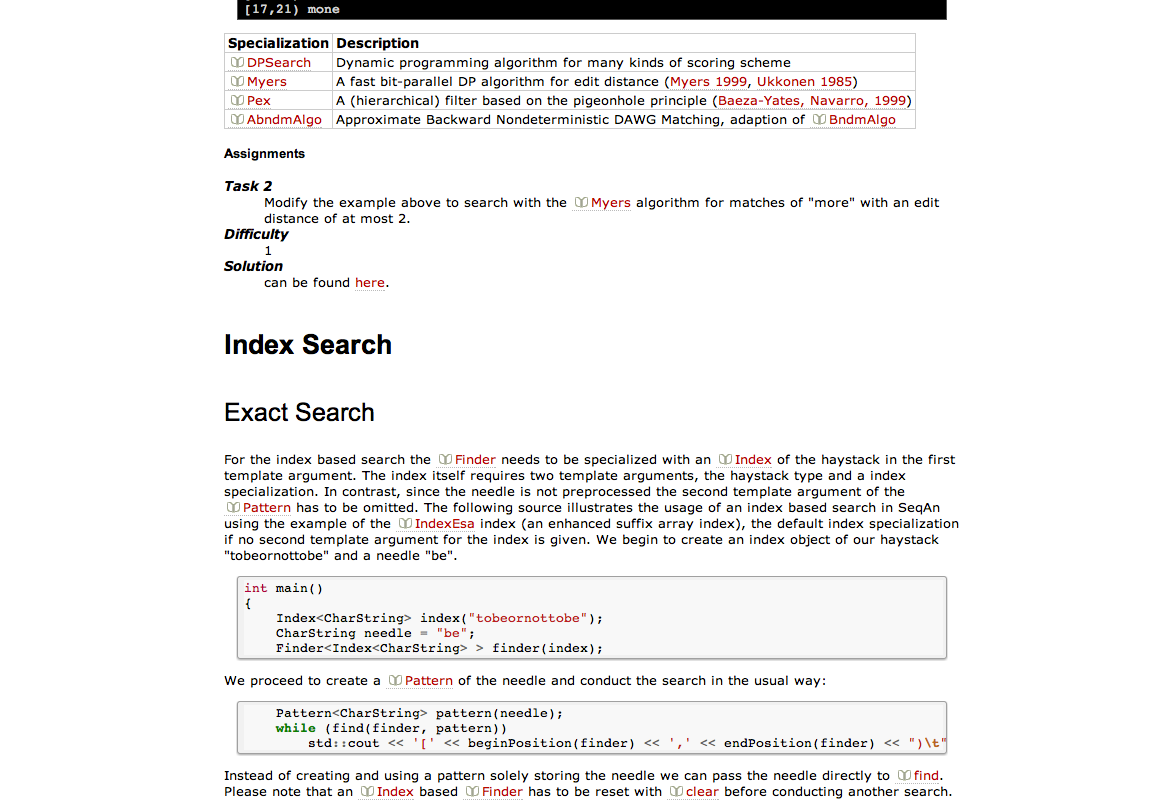 [17,21) mone
Specialization Description
DPSearch Dynamic programming algorithm for many kinds of scoring scheme
Myers A fast bit-parallel DP algorithm for edit distance (Myers 1999, Ukkonen 1985)
Pex A (hierarchical) filter based on the pigeonhole principle (Baeza-Yates, Navarro, 1999)
AbndmAlgo Approximate Backward Nondeterministic DAWG Matching, adaption of BndmAlgo
Assignments
Task 2
Modify the example above to search with the Myers algorithm for matches of "more" with an edit
distance of at most 2.
Difficulty
1
Solution
can be found here.
Index Search
Exact Search
For the index based search the Finder needs to be specialized with an Index of the haystack in the first
template argument. The index itself requires two template arguments, the haystack type and a index
specialization. In contrast, since the needle is not preprocessed the second template argument of the
Pattern has to be omitted. The following source illustrates the usage of an index based search in SeqAn
using the example of the IndexEsa index (an enhanced suffix array index), the default index specialization
if no second template argument for the index is given. We begin to create an index object of our haystack
"tobeornottobe" and a needle "be".
int main()
{
Index<CharString> index("tobeornottobe");
CharString needle = "be";
Finder<Index<CharString> > finder(index);
We proceed to create a Pattern of the needle and conduct the search in the usual way:
Pattern<CharString> pattern(needle);
while (find(finder, pattern))
std::cout << '[' << beginPosition(finder) << ',' << endPosition(finder) << ")\t"
Instead of creating and using a pattern solely storing the needle we can pass the needle directly to find.
Please note that an Index based Finder has to be reset with clear before conducting another search.